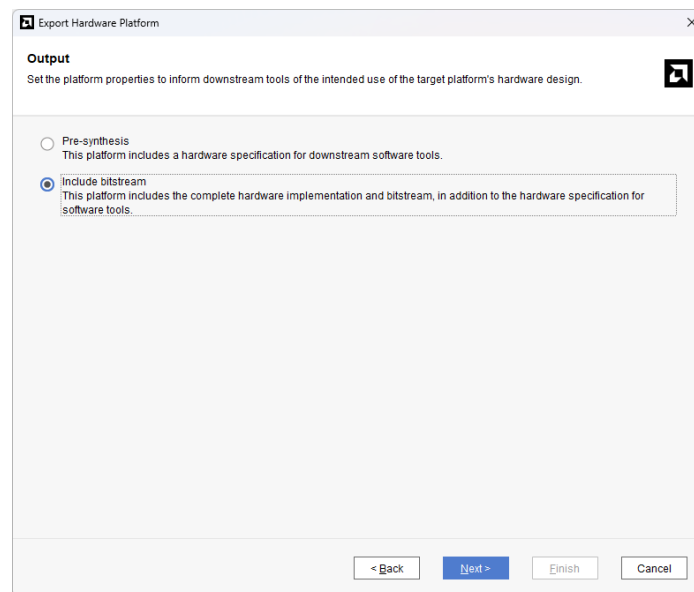 Export Hardware Platform
Output
Set the platform properties to inform downstream tools of the intended use of the target platform's hardware design.
Pre-synthesis
This platform includes a hardware specification for downstream software tools.
Include bitstream
This platform includes the complete hardware implementation and bitstream, in addition to the hardware specification for
software tools.
< Back
Next >
Finish
Cancel